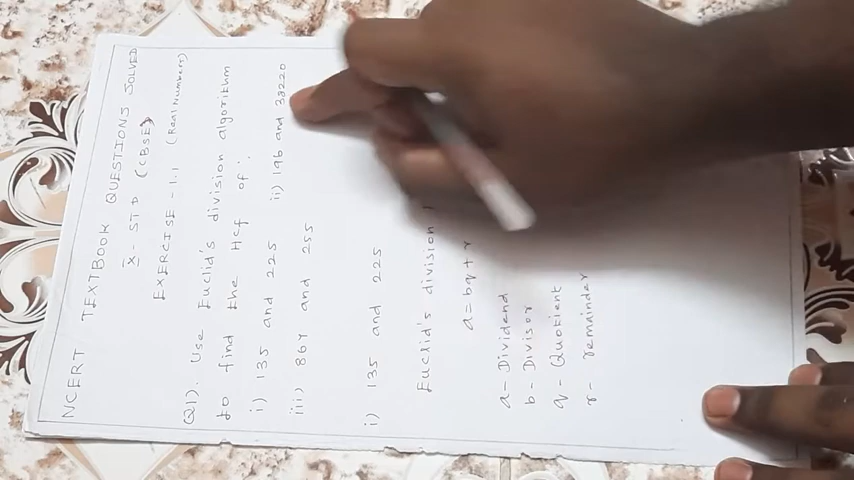 NCERT TEXTBOOK QUESTIONS SOLVED
X - STD (CBSE)
EXERCISE - 1.1 (Real Numbers)
Q1). Use Euclid's division algorithm
to find the HCF of :
i) 135 and 225 ii) 196 and 38220
iii) 867 and 255
i) 135 and 225
Euclid's division
a = bq + r
a - Dividend
b - Divisor
q - Quotient
r - remainder